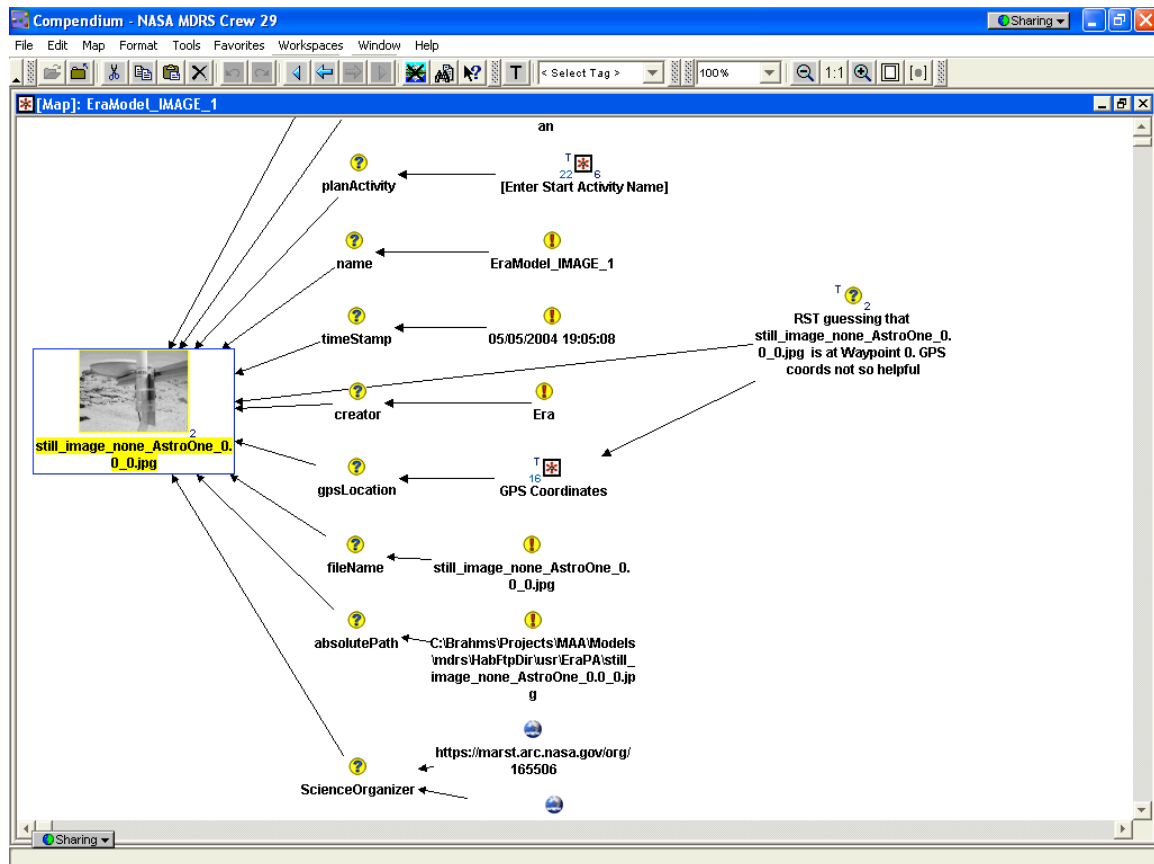 Compendium - NASA MDRS Crew 29
Sharing
File Edit Map Format Tools Favorites Workspaces Window Help
T
< Select Tag >
100%
1:1
[Map]: EraModel_IMAGE_1
an
?
planActivity
T
22
6
[Enter Start Activity Name]
?
name
!
EraModel_IMAGE_1
T
?
2
RST guessing that
still_image_none_AstroOne_0.
0_0.jpg is at Waypoint 0. GPS
coords not so helpful
?
timeStamp
!
05/05/2004 19:05:08
2
still_image_none_AstroOne_0.
0_0.jpg
?
creator
!
Era
?
gpsLocation
T
16
GPS Coordinates
?
fileName
!
still_image_none_AstroOne_0.
0_0.jpg
?
absolutePath
!
C:\Brahms\Projects\MAA\Models
\mdrs\HabFtpDir\usr\EraPA\still_
image_none_AstroOne_0.0_0.jp
g
https://marst.arc.nasa.gov/org/
165506
?
ScienceOrganizer
Sharing